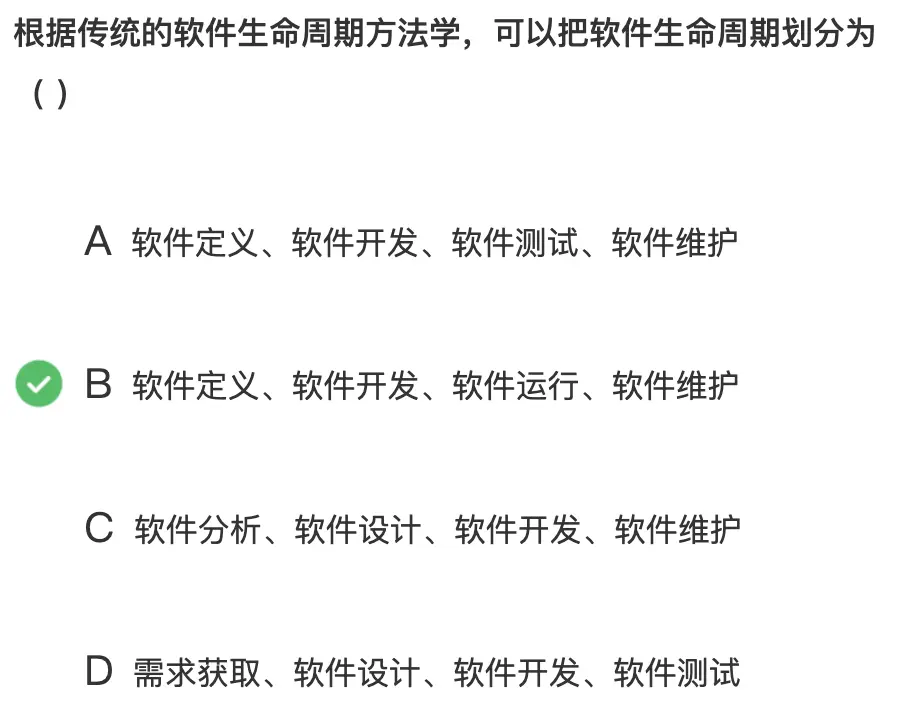 根据传统的软件生命周期方法学，可以把软件生命周期划分为
（ ）
A 软件定义、软件开发、软件测试、软件维护
B 软件定义、软件开发、软件运行、软件维护
C 软件分析、软件设计、软件开发、软件维护
D 需求获取、软件设计、软件开发、软件测试